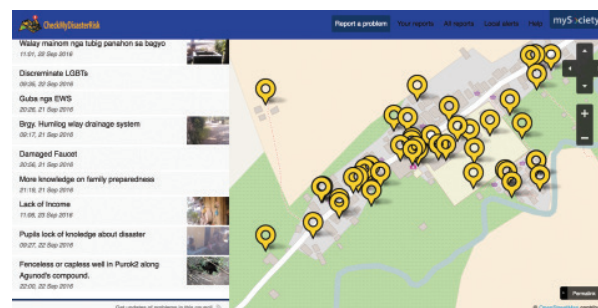 CheckMyDisasterRisk
Report a problem Your reports All reports Local alerts Help mySociety
Walay mainom nga tubig panahon sa bagyo
11:01, 22 Sep 2016
Discreminate LGBTs
09:35, 22 Sep 2016
Guba nga EWS
20:26, 21 Sep 2016
Brgy. Humilog wlay drainage system
09:17, 21 Sep 2016
Damaged Faucet
20:56, 21 Sep 2016
More knowledge on family preparedness
21:18, 21 Sep 2016
Lack of Income
11:08, 23 Sep 2016
Pupils lock of knoledge about disaster
09:27, 22 Sep 2016
Fenceless or capless well in Purok2 along
Agunod's compound.
22:00, 22 Sep 2016
Permalink